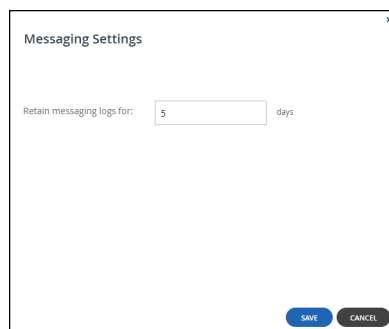 Messaging Settings
Retain messaging logs for: 5 days
SAVE CANCEL